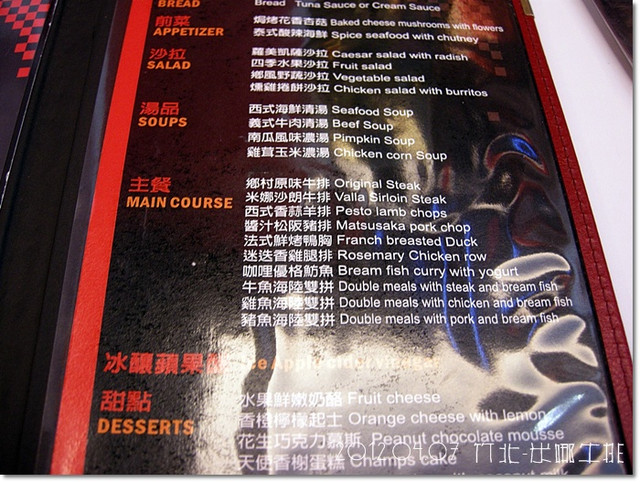 BREAD Bread Tuna Sauce or Cream Sauce
前菜 焗烤花香杏菇 Baked cheese mushrooms with flowers
APPETIZER 泰式酸辣海鮮 Spice seafood with chutney
沙拉 蘿美凱薩沙拉 Caesar salad with radish
SALAD 四季水果沙拉 Fruit salad
鄉風野蔬沙拉 Vegetable salad
燻雞捲餅沙拉 Chicken salad with burritos
湯品 西式海鮮清湯 Seafood Soup
SOUPS 義式牛肉清湯 Beef Soup
南瓜風味濃湯 Pimpkin Soup
雞茸玉米濃湯 Chicken corn Soup
主餐 鄉村原味牛排 Original Steak
MAIN COURSE 米娜沙朗牛排 Valla Sirloin Steak
西式香蒜羊排 Pesto lamb chops
醬汁松阪豬排 Matsusaka pork chop
法式鮮烤鴨胸 Franch breasted Duck
迷迭香雞腿排 Rosemary Chicken row
咖哩優格魴魚 Bream fish curry with yogurt
牛魚海陸雙拼 Double meals with steak and bream fish
雞魚海陸雙拼 Double meals with chicken and bream fish
豬魚海陸雙拼 Double meals with pork and bream fish
冰釀蘋果醋 Apple cider vinegar
甜點 水果鮮嫩奶酪 Fruit cheese
DESSERTS 香橙檸檬起士 Orange cheese with lemon
花生巧克力慕斯 Peanut chocolate mousse
天使香榭蛋糕 Champs cake
20120407 竹北-米娜牛排